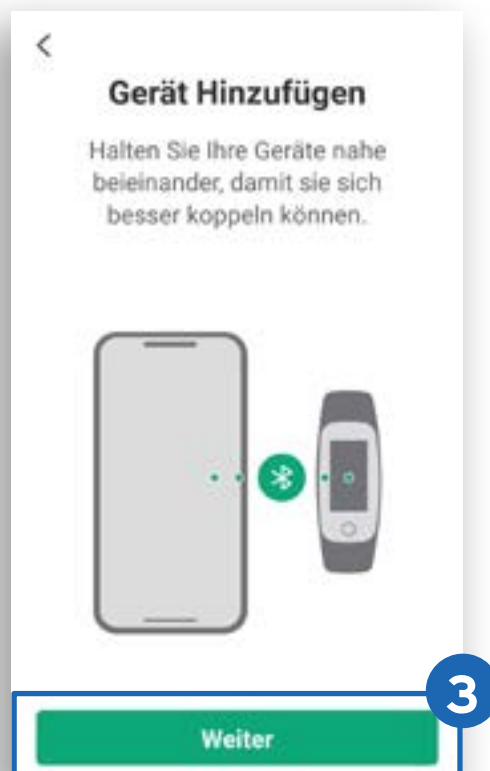 Gerät Hinzufügen
Halten Sie Ihre Geräte nahe
beieinander, damit sie sich
besser koppeln können.
3
Weiter